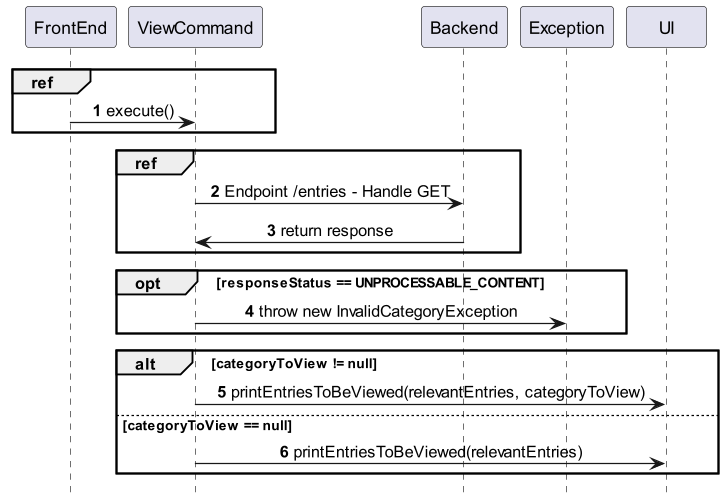 FrontEnd ViewCommand Backend Exception UI
ref
1 execute()
ref
2 Endpoint /entries - Handle GET
3 return response
opt [responseStatus == UNPROCESSABLE_CONTENT]
4 throw new InvalidCategoryException
alt [categoryToView != null]
5 printEntriesToBeViewed(relevantEntries, categoryToView)
[categoryToView == null]
6 printEntriesToBeViewed(relevantEntries)